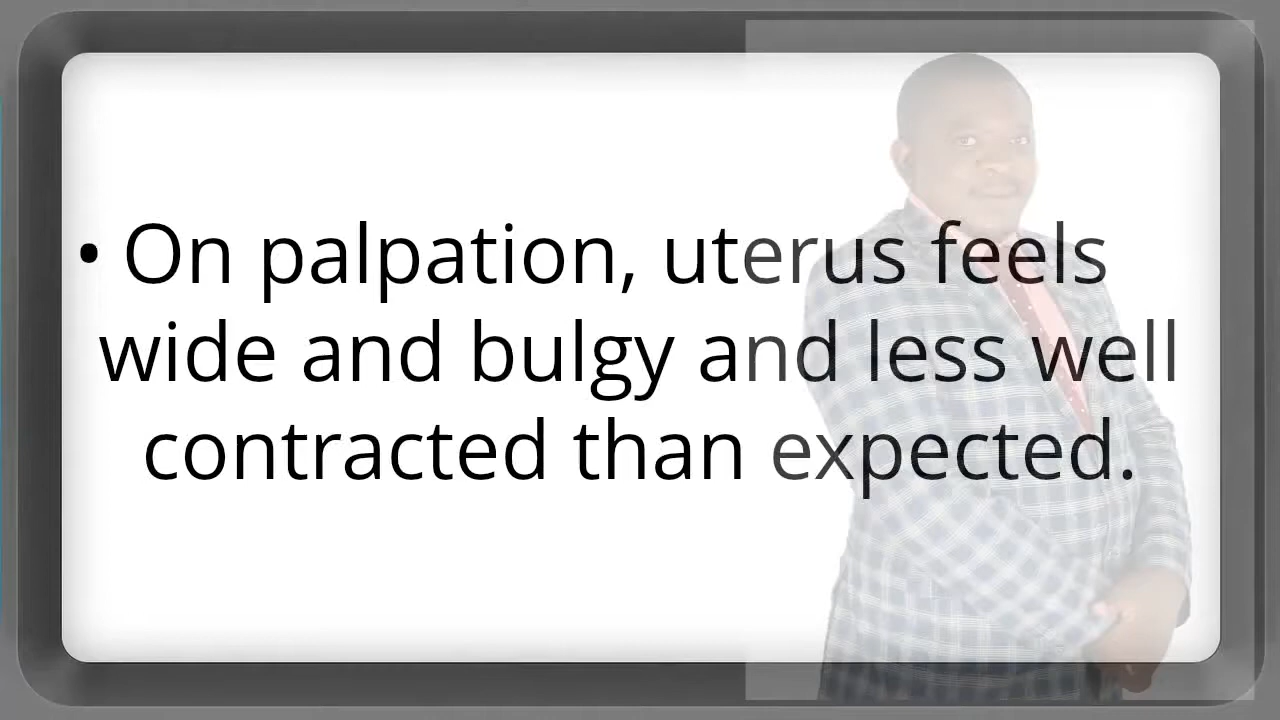 • On palpation, uterus feels
wide and bulgy and less well
contracted than expected.